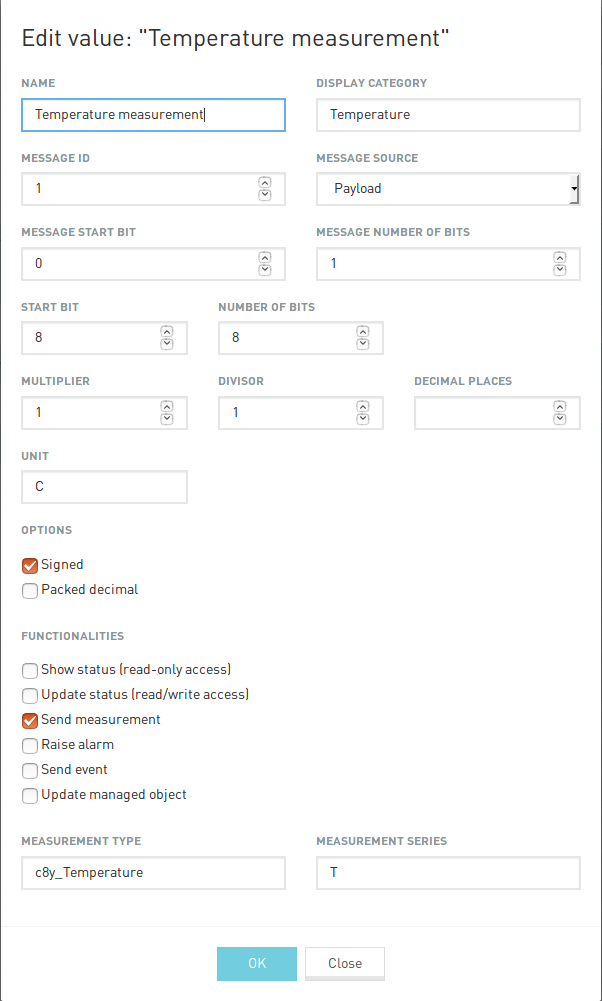 Edit value: "Temperature measurement"
NAME DISPLAY CATEGORY
Temperature measurement Temperature
MESSAGE ID MESSAGE SOURCE
1 Payload
MESSAGE START BIT MESSAGE NUMBER OF BITS
0 1
START BIT NUMBER OF BITS
8 8
MULTIPLIER DIVISOR DECIMAL PLACES
1 1
UNIT
C
OPTIONS
Signed
Packed decimal
FUNCTIONALITIES
Show status (read-only access)
Update status (read/write access)
Send measurement
Raise alarm
Send event
Update managed object
MEASUREMENT TYPE MEASUREMENT SERIES
c8y_Temperature T
OK Close